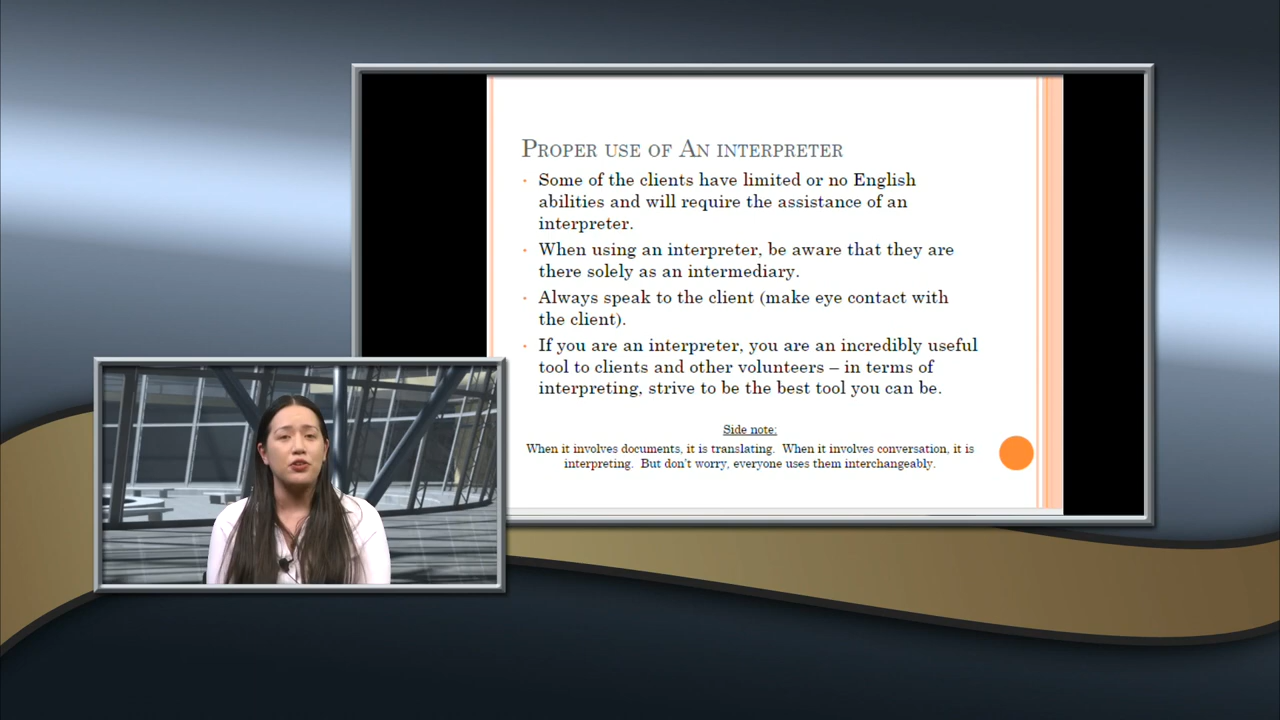 PROPER USE OF AN INTERPRETER
• Some of the clients have limited or no English
abilities and will require the assistance of an
interpreter.
• When using an interpreter, be aware that they are
there solely as an intermediary.
• Always speak to the client (make eye contact with
the client).
• If you are an interpreter, you are an incredibly useful
tool to clients and other volunteers – in terms of
interpreting, strive to be the best tool you can be.
Side note:
When it involves documents, it is translating. When it involves conversation, it is
interpreting. But don't worry, everyone uses them interchangeably.